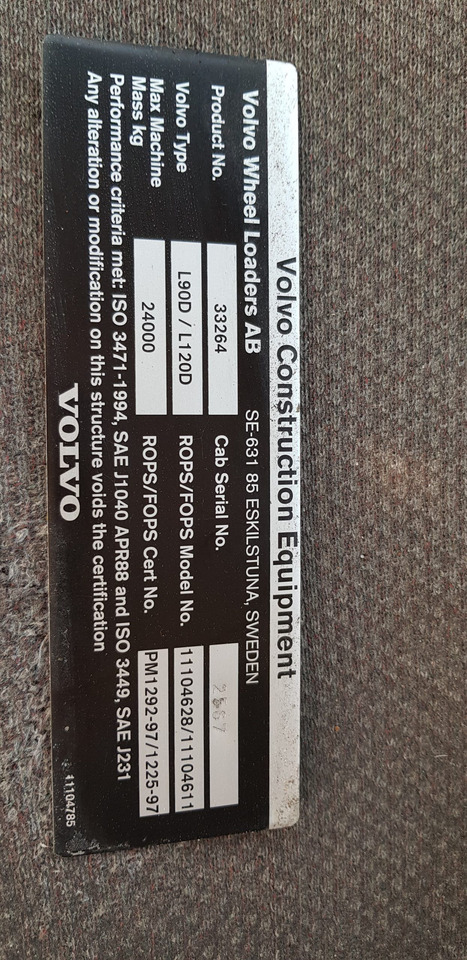 Volvo Construction Equipment
Volvo Wheel Loaders AB SE-631 85 ESKILSTUNA, SWEDEN
Product No. 33264 Cab Serial No.
Volvo Type L90D / L120D ROPS/FOPS Model No. 11104628/11104611
Max Machine
Mass kg 24000 ROPS/FOPS Cert No. PM1292-97/1225-97
Performance criteria met: ISO 3471-1994, SAE J1040 APR88 and ISO 3449, SAE J231
Any alteration or modification on this structure voids the certification
VOLVO
11104785